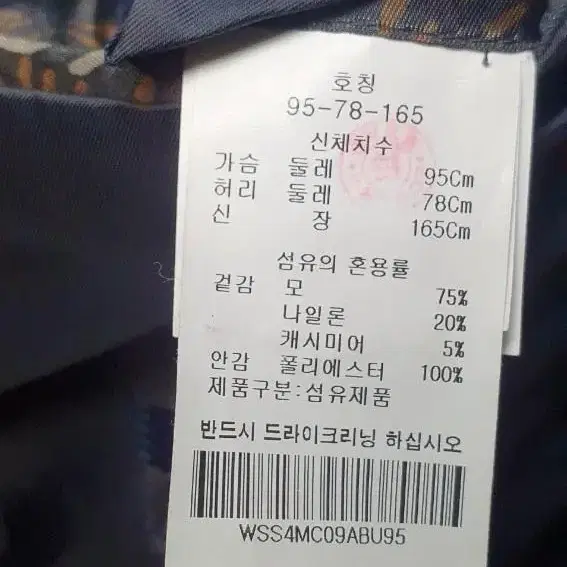 호칭
95-78-165
신체치수
가슴 둘레 95Cm
허리 둘레 78Cm
신 장 165Cm
섬유의 혼용률
겉감 모 75%
나일론 20%
캐시미어 5%
안감 폴리에스터 100%
제품구분:섬유제품
반드시 드라이크리닝 하십시오
WSS4MC09ABU95